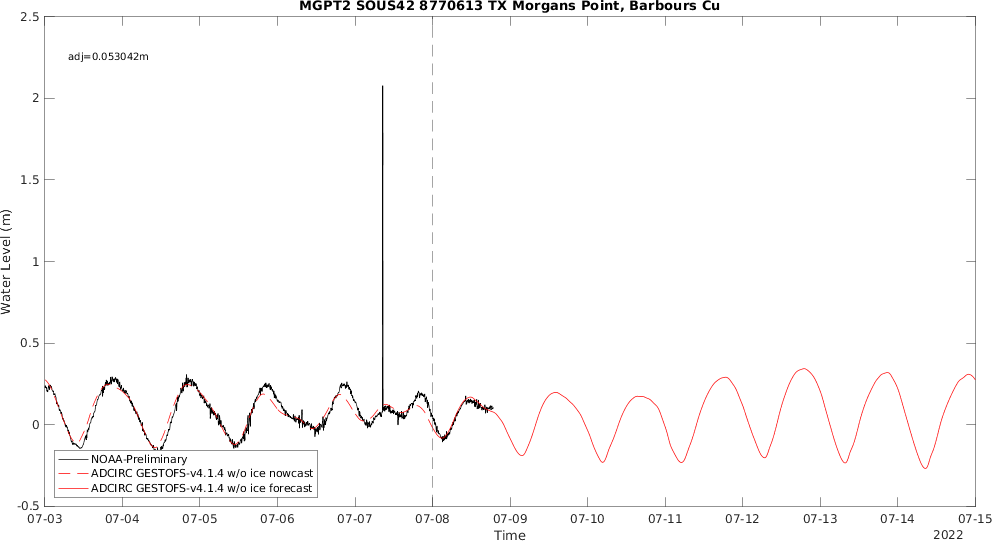 MGPT2 SOUS42 8770613 TX Morgans Point, Barbours Cu
adj=0.053042m
2.5
2
1.5
1
0.5
0
-0.5
Water Level (m)
NOAA-Preliminary
ADCIRC GESTOFS-v4.1.4 w/o ice nowcast
ADCIRC GESTOFS-v4.1.4 w/o ice forecast
07-03 07-04 07-05 07-06 07-07 07-08 07-09 07-10 07-11 07-12 07-13 07-14 07-15
Time
2022